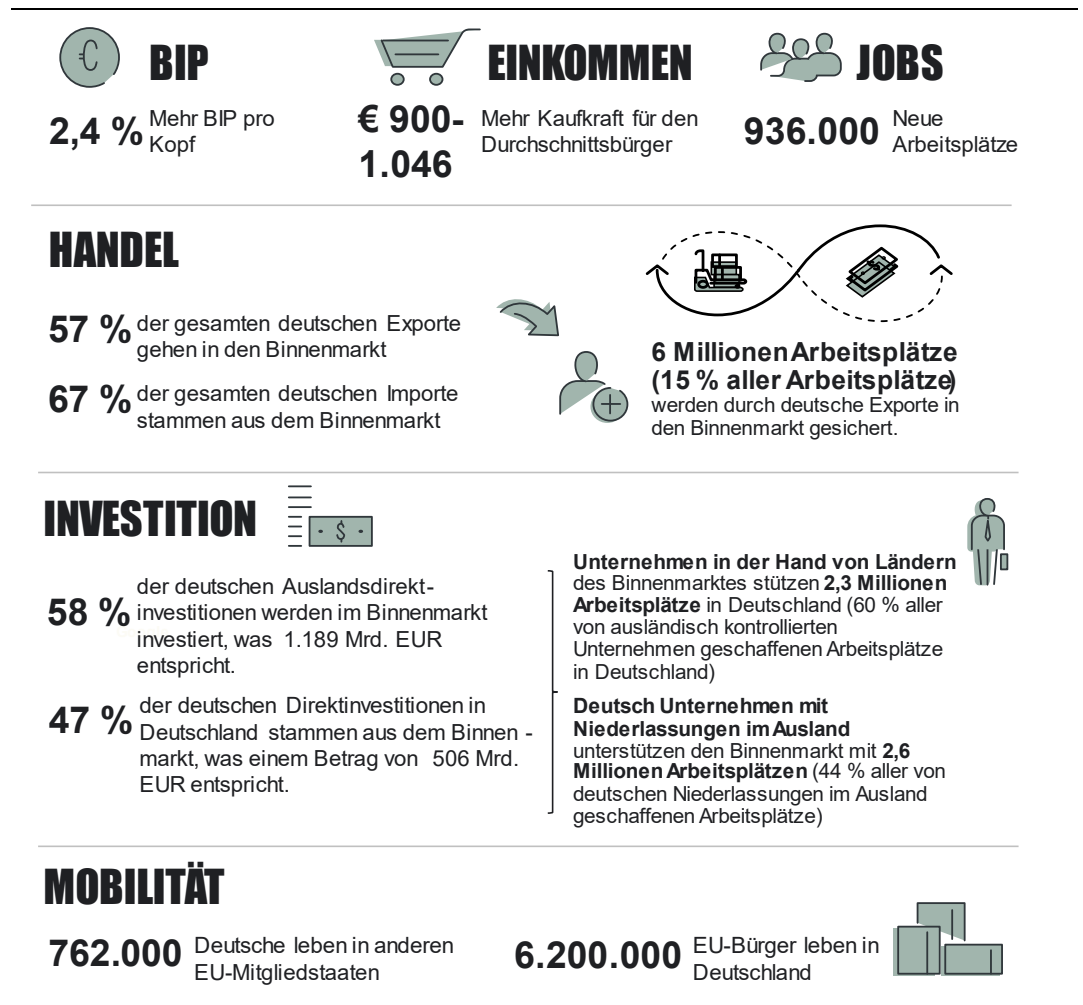 BIP
2,4 % Mehr BIP pro
Kopf
EINKOMMEN
€ 900-
1.046
Mehr Kaufkraft für den
Durchschnittsbürger
JOBS
936.000 Neue
Arbeitsplätze
HANDEL
57 % der gesamten deutschen Exporte
gehen in den Binnenmarkt
67 % der gesamten deutschen Importe
stammen aus dem Binnenmarkt
6 Millionen Arbeitsplätze
(15 % aller Arbeitsplätze)
werden durch deutsche Exporte in
den Binnenmarkt gesichert.
INVESTITION
$
58 %
der deutschen Auslandsdirekt-
investitionen werden im Binnenmarkt
investiert, was 1.189 Mrd. EUR
entspricht.
47 %
der deutschen Direktinvestitionen in
Deutschland stammen aus dem Binnen -
markt, was einem Betrag von 506 Mrd.
EUR entspricht.
Unternehmen in der Hand von Ländern
des Binnenmarktes stützen 2,3 Millionen
Arbeitsplätze in Deutschland (60 % aller
von ausländisch kontrollierten
Unternehmen geschaffenen Arbeitsplätze
in Deutschland)
Deutsch Unternehmen mit
Niederlassungen im Ausland
unterstützen den Binnenmarkt mit 2,6
Millionen Arbeitsplätzen (44 % aller von
deutschen Niederlassungen im Ausland
geschaffenen Arbeitsplätze)
MOBILITÄT
762.000 Deutsche leben in anderen
EU-Mitgliedstaaten
6.200.000 EU-Bürger leben in
Deutschland